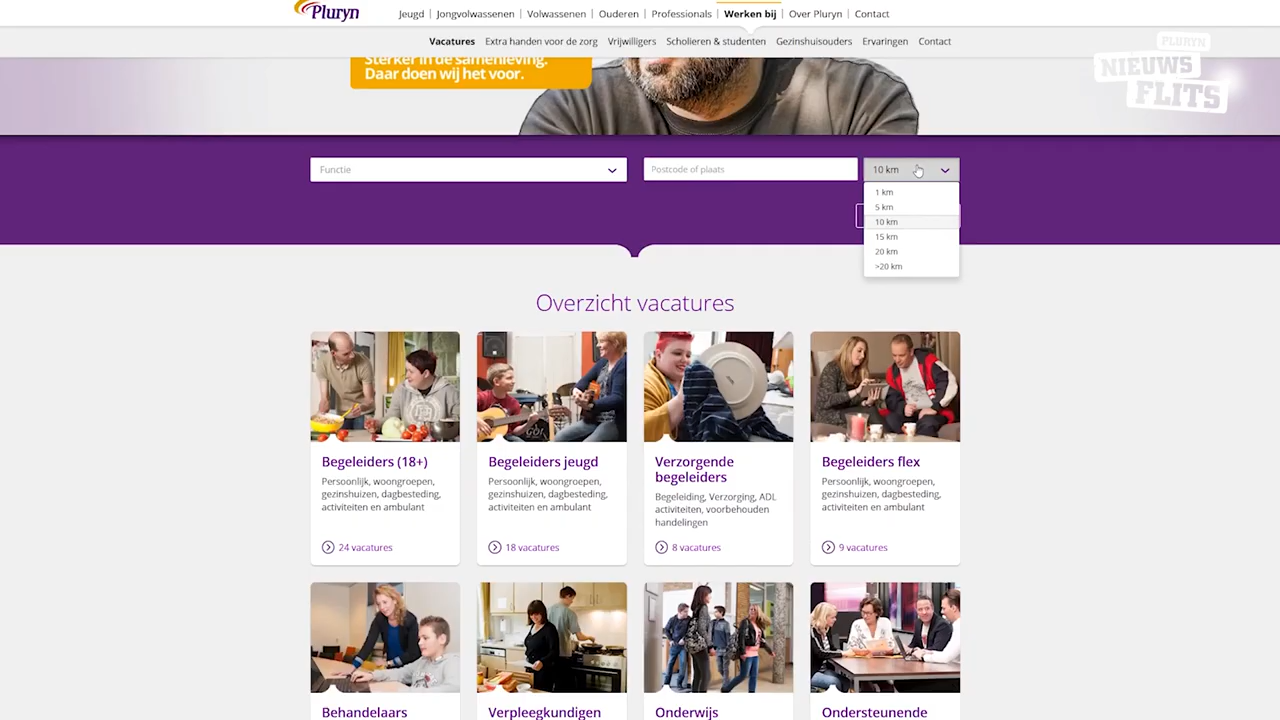 Pluryn
Jeugd | Jongvolwassenen | Volwassenen | Ouderen | Professionals | Werken bij | Over Pluryn | Contact
Vacatures Extra handen voor de zorg Vrijwilligers Scholieren & studenten Gezinshuisouders Ervaringen Contact
PLURYN
NIEUWS
FLITS
Sterker in de samenleving.
Daar doen wij het voor.
Functie
Postcode of plaats
10 km
1 km
5 km
10 km
15 km
20 km
>20 km
Overzicht vacatures
Begeleiders (18+)
Persoonlijk, woongroepen,
gezinshuizen, dagbesteding,
activiteiten en ambulant
24 vacatures
Begeleiders jeugd
Persoonlijk, woongroepen,
gezinshuizen, dagbesteding,
activiteiten en ambulant
18 vacatures
Verzorgende
begeleiders
Begeleiding, Verzorging, ADL
activiteiten, voorbehouden
handelingen
8 vacatures
Begeleiders flex
Persoonlijk, woongroepen,
gezinshuizen, dagbesteding,
activiteiten en ambulant
9 vacatures
Behandelaars
Verpleegkundigen
Onderwijs
Ondersteunende